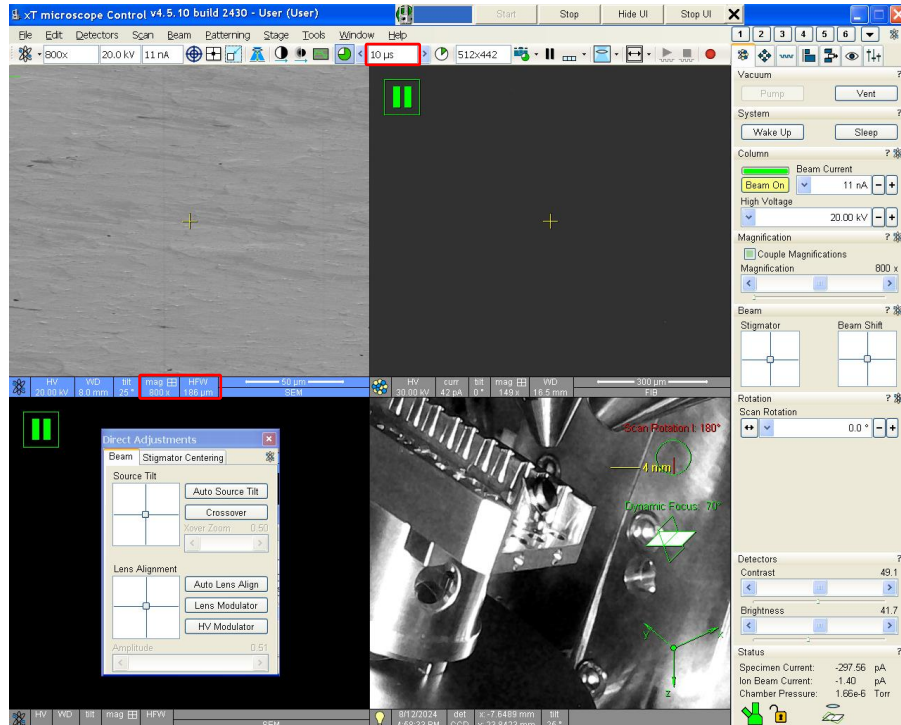 xT microscope Control v4.5.10 build 2430 - User (User)
Start Stop Hide UI Stop UI
File Edit Detectors Scan Beam Patterning Stage Tools Window Help
1 2 3 4 5 6
800x 20.0 kV 11 nA 10 µs 512x442
Vacuum ?
Pump Vent
System ?
Wake Up Sleep
Column ?
Beam Current
Beam On 11 nA - +
High Voltage
20.00 kV - +
Magnification ?
Couple Magnifications
Magnification 800 x
Beam ?
Stigmator Beam Shift
Rotation ?
Scan Rotation
0.0 ° - +
Detectors ?
Contrast 49.1
Brightness 41.7
Status ?
Specimen Current: -297.56 pA
Ion Beam Current: -1.40 pA
Chamber Pressure: 1.66e-6 Torr
HV WD tilt mag HFW 50 µm
20.00 kV 8.0 mm 25 ° 800 x 186 µm SEM
HV curr tilt mag WD 300 µm
30.00 kV 42 pA 0 ° 149 x 16.5 mm FIB
Direct Adjustments
Beam Stigmator Centering
Source Tilt
Auto Source Tilt
Crossover
Xover Zoom 0.50
Lens Alignment
Auto Lens Align
Lens Modulator
HV Modulator
Amplitude 0.51
HV WD tilt mag HFW
SEM
Scan Rotation I: 180°
4 mm
Dynamic Focus: 70°
y
x
z
8/12/2024 det x: -7.6489 mm tilt